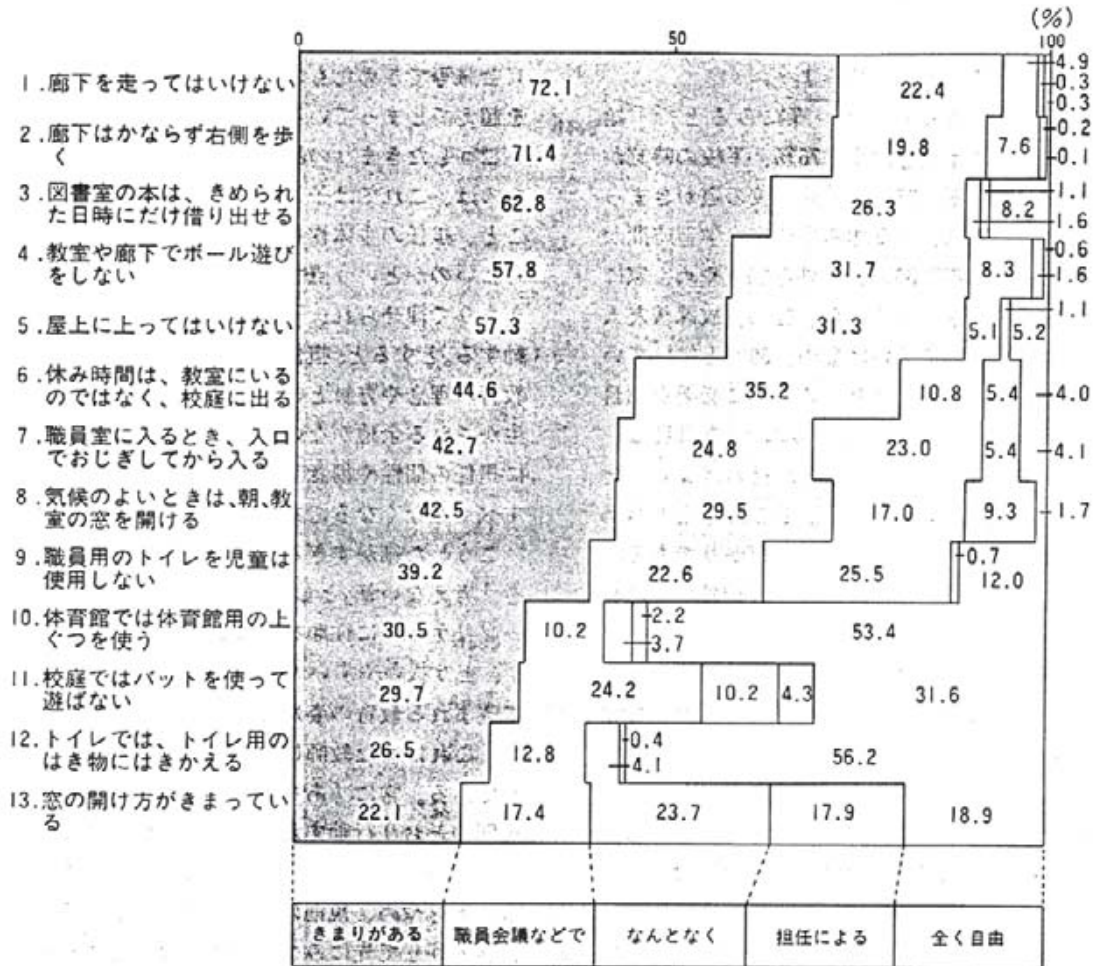 (%)
0 50 100
1.廊下を走ってはいけない 72.1 22.4 4.9 0.3 0.3
2.廊下はかならず右側を歩 71.4 19.8 7.6 0.2 0.1
く
3.図書室の本は、きめられ 62.8 26.3 8.2 1.1 1.6
た日時にだけ借り出せる
4.教室や廊下でボール遊び 57.8 31.7 8.3 0.6 1.6
をしない
5.屋上に上ってはいけない 57.3 31.3 5.1 5.2 1.1
6.休み時間は、教室にいる 44.6 35.2 10.8 5.4 4.0
のではなく、校庭に出る
7.職員室に入るとき、入口 42.7 24.8 23.0 5.4 4.1
でおじぎしてから入る
8.気候のよいときは、朝、教 42.5 29.5 17.0 9.3 1.7
室の窓を開ける
9.職員用のトイレを児童は 39.2 22.6 25.5 0.7 12.0
使用しない
10.体育館では体育館用の上 30.5 10.2 2.2 3.7 53.4
ぐつを使う
11.校庭ではバットを使って 29.7 24.2 10.2 4.3 31.6
遊ばない
12.トイレでは、トイレ用の 26.5 12.8 0.4 4.1 56.2
はき物にはきかえる
13.窓の開け方がきまってい 22.1 17.4 23.7 17.9 18.9
る
きまりがある 職員会議などで なんとなく 担任による 全く自由